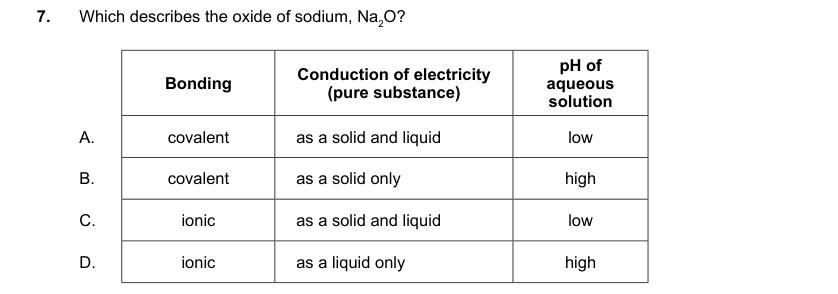 7. Which describes the oxide of sodium, Na₂O?
Bonding
Conduction of electricity
(pure substance)
pH of
aqueous
solution
A. covalent as a solid and liquid low
B. covalent as a solid only high
C. ionic as a solid and liquid low
D. ionic as a liquid only high